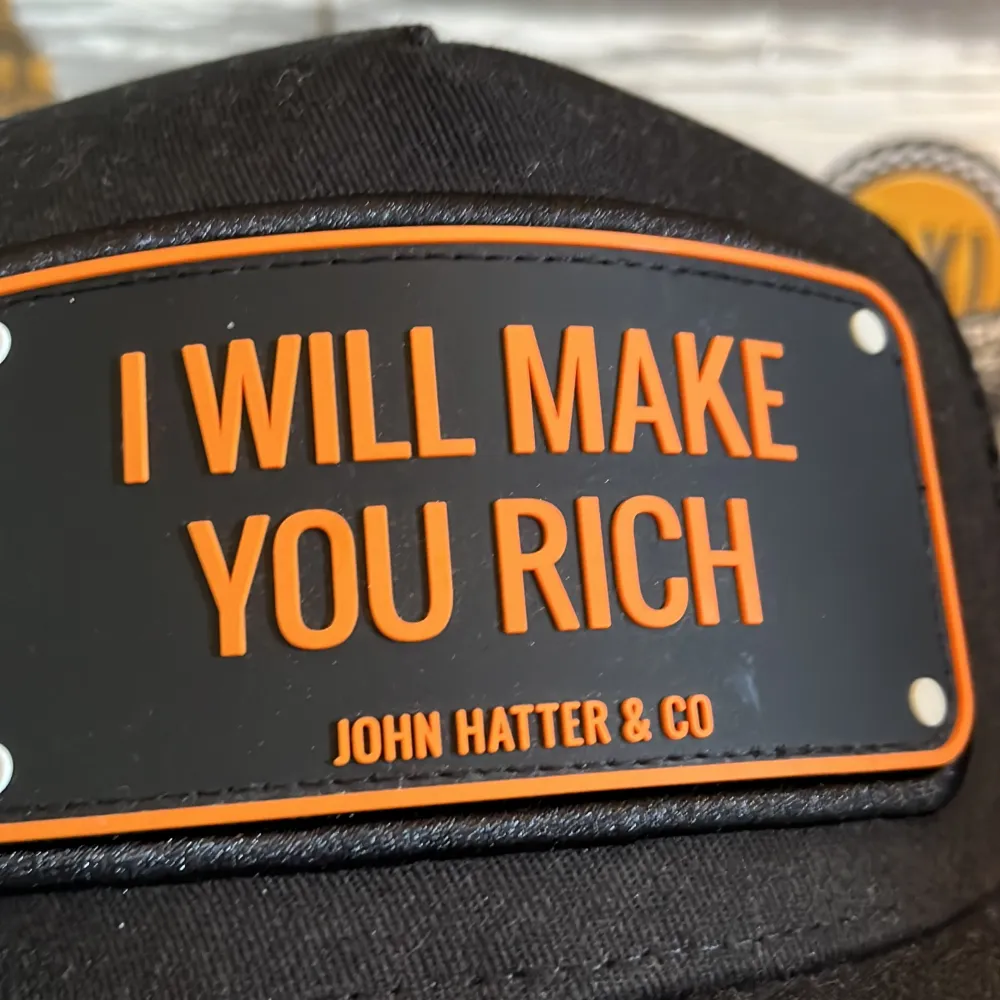 I WILL MAKE
YOU RICH
JOHN HATTER & CO